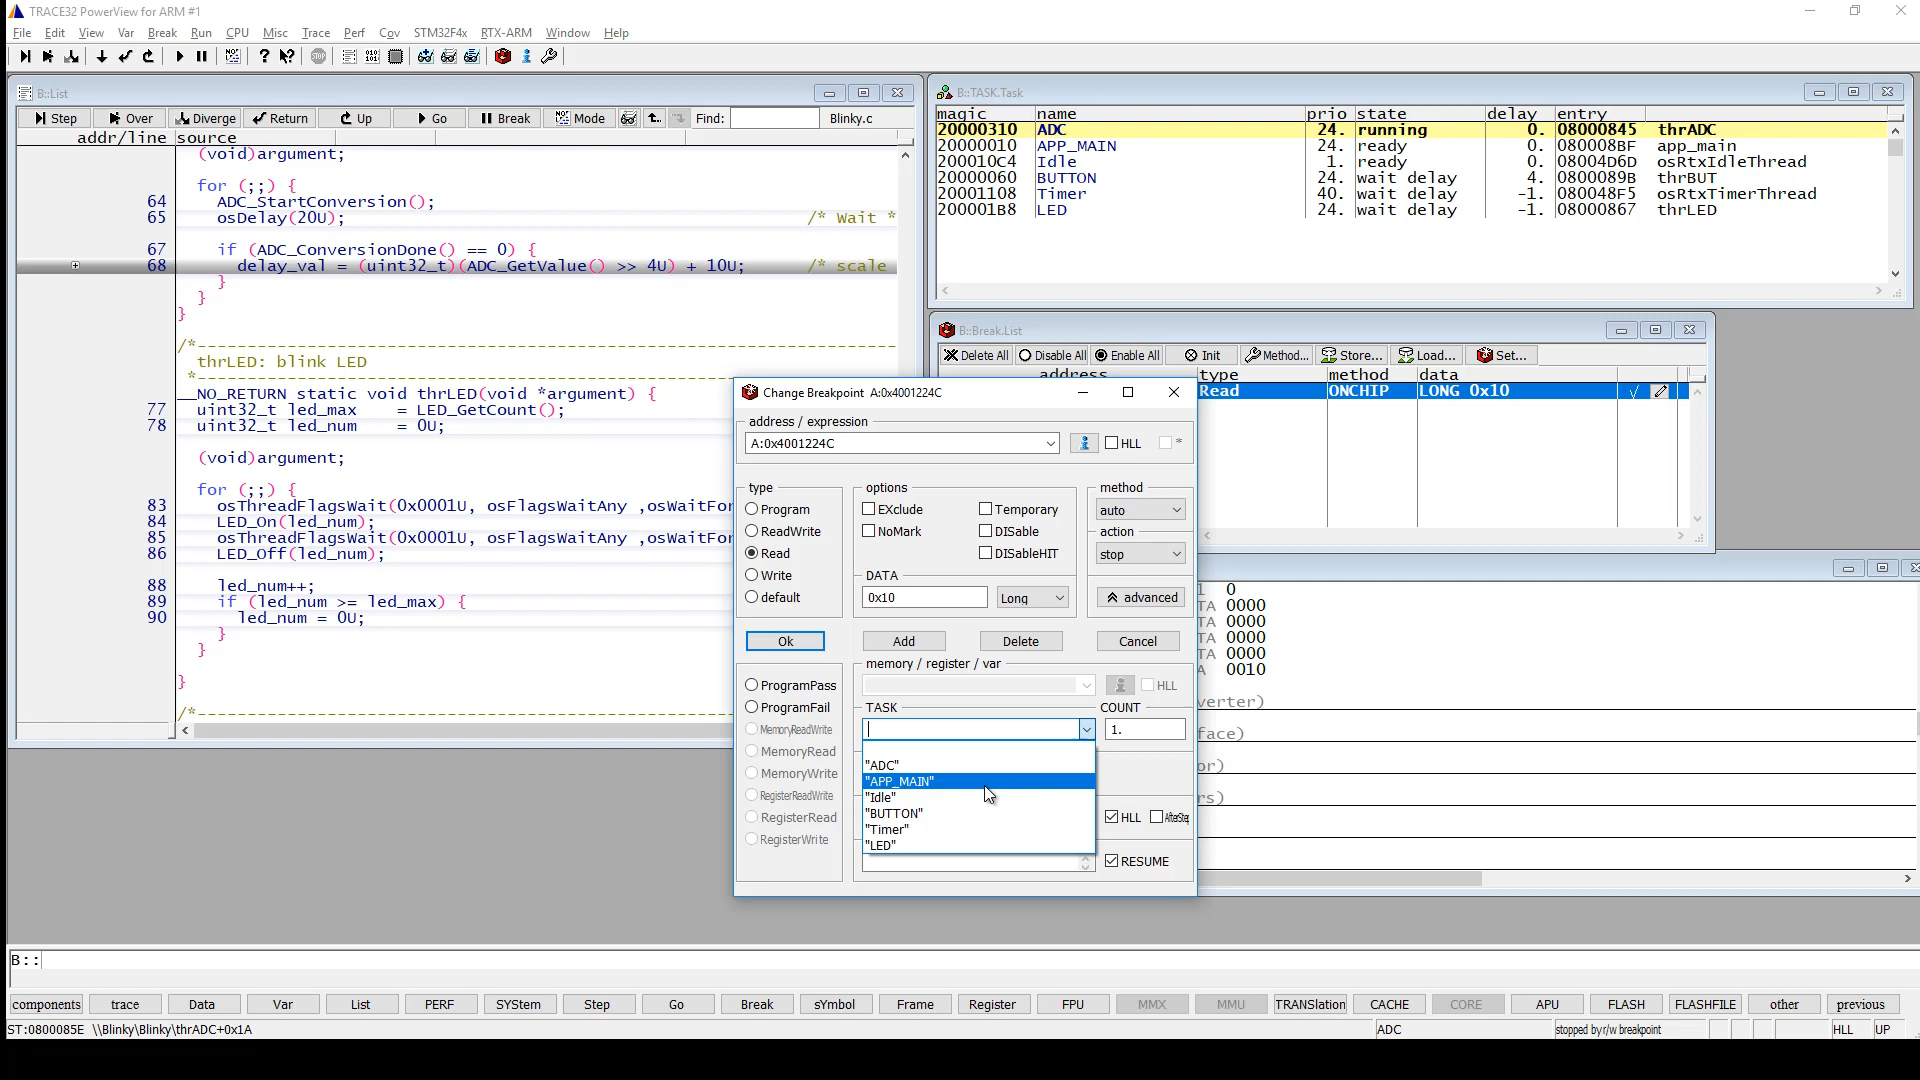 TRACE32 PowerView for ARM #1
File Edit View Var Break Run CPU Misc Trace Perf Cov STM32F4x RTX-ARM Window Help
B::List
Step Over Diverge Return Up Go Break Mode Find: Blinky.c
addr/line source
(void)argument;
for (;;) {
64 ADC_StartConversion();
65 osDelay(20U); /* Wait *
67 if (ADC_ConversionDone() == 0) {
68 delay_val = (uint32_t)(ADC_GetValue() >> 4U) + 10U; /* scale
}
}
}
/*----------------------------------------------------------------------------
thrLED: blink LED
*----------------------------------------------------------------------------
__NO_RETURN static void thrLED(void *argument) {
77 uint32_t led_max = LED_GetCount();
78 uint32_t led_num = 0U;
(void)argument;
for (;;) {
83 osThreadFlagsWait(0x0001U, osFlagsWaitAny ,osWaitFor
84 LED_On(led_num);
85 osThreadFlagsWait(0x0001U, osFlagsWaitAny ,osWaitFor
86 LED_Off(led_num);
88 led_num++;
89 if (led_num >= led_max) {
90 led_num = 0U;
}
}
}
/*----------------------------------------------------------------------------
B::TASK.Task
magic name prio state delay entry
20000310 ADC 24. running 0. 08000845 thrADC
20000010 APP_MAIN 24. ready 0. 080008BF app_main
200010C4 Idle 1. ready 0. 08004D6D osRtxIdleThread
20000060 BUTTON 24. wait delay 4. 0800089B thrBUT
20001108 Timer 40. wait delay -1. 080048F5 osRtxTimerThread
200001B8 LED 24. wait delay -1. 08000867 thrLED
B::Break.List
Delete All Disable All Enable All Init Method... Store... Load... Set...
address type method data
Read ONCHIP LONG 0x10 √
Change Breakpoint A:0x4001224C
address / expression
A:0x4001224C i HLL *
type options method
Program EXclude Temporary auto
ReadWrite NoMark DISable action
Read DISableHIT stop
Write DATA
default 0x10 Long advanced
Ok Add Delete Cancel
memory / register / var
ProgramPass i HLL
ProgramFail TASK COUNT
MemoryReadWrite 1.
MemoryRead "ADC"
MemoryWrite "APP_MAIN"
RegisterReadWrite "Idle"
RegisterRead "BUTTON" HLL AfterStep
RegisterWrite "Timer"
"LED"
RESUME
l 0
TA 0000
TA 0000
TA 0000
TA 0000
A 0010
verter)
face)
or)
rs)
B::
components trace Data Var List PERF SYStem Step Go Break sYmbol Frame Register FPU MMX MMU TRANSlation CACHE CORE APU FLASH FLASHFILE other previous
ST:0800085E \\Blinky\Blinky\thrADC+0x1A ADC stopped by r/w breakpoint HLL UP